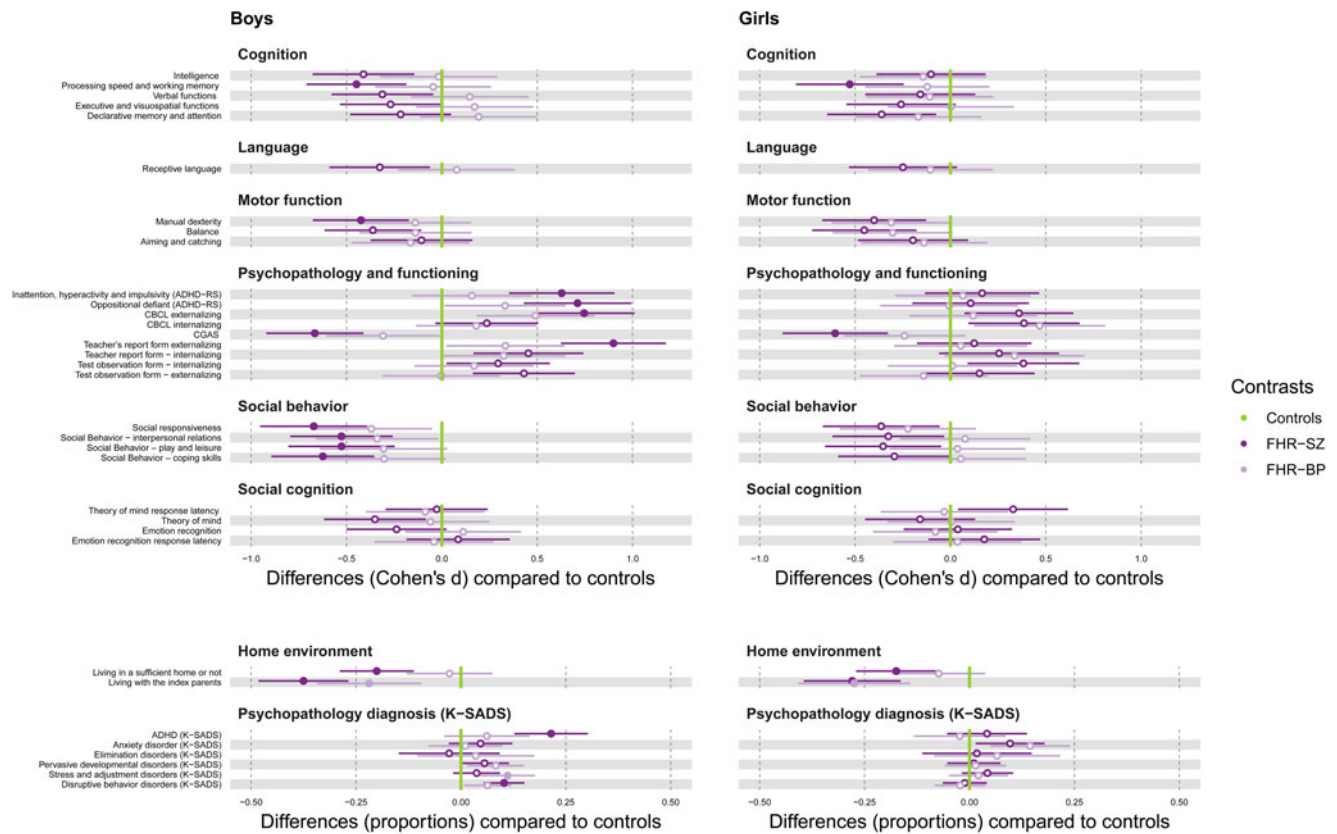 Boys
Girls
Cognition
Cognition
Intelligence
Processing speed and working memory
Verbal functions
Executive and visuospatial functions
Declarative memory and attention
Language
Language
Receptive language
Motor function
Motor function
Manual dexterity
Balance
Aiming and catching
Psychopathology and functioning
Psychopathology and functioning
Inattention, hyperactivity and impulsivity (ADHD−RS)
Oppositional defiant (ADHD−RS)
CBCL externalizing
CBCL internalizing
CGAS
Teacher's report form externalizing
Teacher report form − internalizing
Test observation form − internalizing
Test observation form − externalizing
Contrasts
Controls
FHR−SZ
FHR−BP
Social behavior
Social behavior
Social responsiveness
Social Behavior − interpersonal relations
Social Behavior − play and leisure
Social Behavior − coping skills
Social cognition
Social cognition
Theory of mind response latency
Theory of mind
Emotion recognition
Emotion recognition response latency
−1.0 −0.5 0.0 0.5 1.0
−1.0 −0.5 0.0 0.5 1.0
Differences (Cohen's d) compared to controls
Differences (Cohen's d) compared to controls
Home environment
Home environment
Living in a sufficient home or not
Living with the index parents
Psychopathology diagnosis (K−SADS)
Psychopathology diagnosis (K−SADS)
ADHD (K−SADS)
Anxiety disorder (K−SADS)
Elimination disorders (K−SADS)
Pervasive developmental disorders (K−SADS)
Stress and adjustment disorders (K−SADS)
Disruptive behavior disorders (K−SADS)
−0.50 −0.25 0.00 0.25 0.50
−0.50 −0.25 0.00 0.25 0.50
Differences (proportions) compared to controls
Differences (proportions) compared to controls